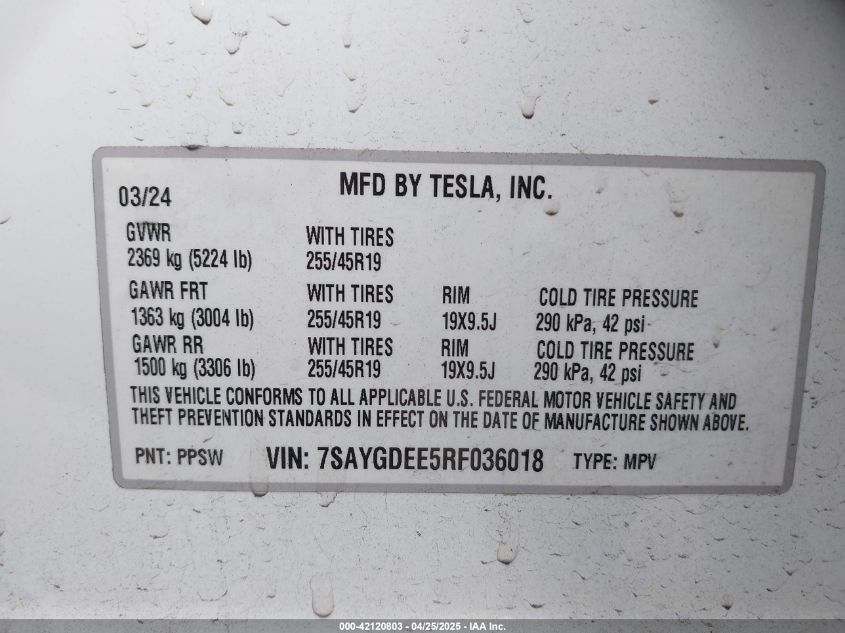 MFD BY TESLA, INC.
03/24
GVWR WITH TIRES
2369 kg (5224 lb) 255/45R19
GAWR FRT WITH TIRES RIM COLD TIRE PRESSURE
1363 kg (3004 lb) 255/45R19 19X9.5J 290 kPa, 42 psi
GAWR RR WITH TIRES RIM COLD TIRE PRESSURE
1500 kg (3306 lb) 255/45R19 19X9.5J 290 kPa, 42 psi
THIS VEHICLE CONFORMS TO ALL APPLICABLE U.S. FEDERAL MOTOR VEHICLE SAFETY AND
THEFT PREVENTION STANDARDS IN EFFECT ON THE DATE OF MANUFACTURE SHOWN ABOVE.
PNT: PPSW VIN: 7SAYGDEE5RF036018 TYPE: MPV
000-42120803 - 04/25/2025 - IAA Inc.